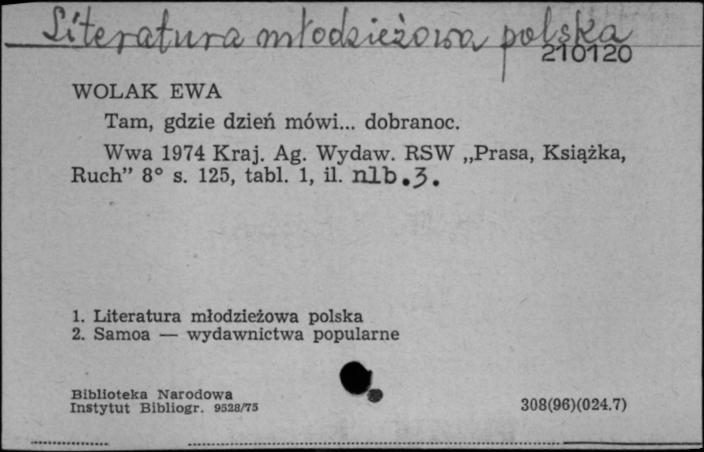 Literatura młodzieżowa polska
210120
WOLAK EWA
Tam, gdzie dzień mówi... dobranoc.
Wwa 1974 Kraj. Ag. Wydaw. RSW „Prasa, Książka,
Ruch” 8° s. 125, tabl. 1, il. nlb.3.
1. Literatura młodzieżowa polska
2. Samoa — wydawnictwa popularne
Biblioteka Narodowa
Instytut Bibliogr. 9528/75
308(96)(024.7)